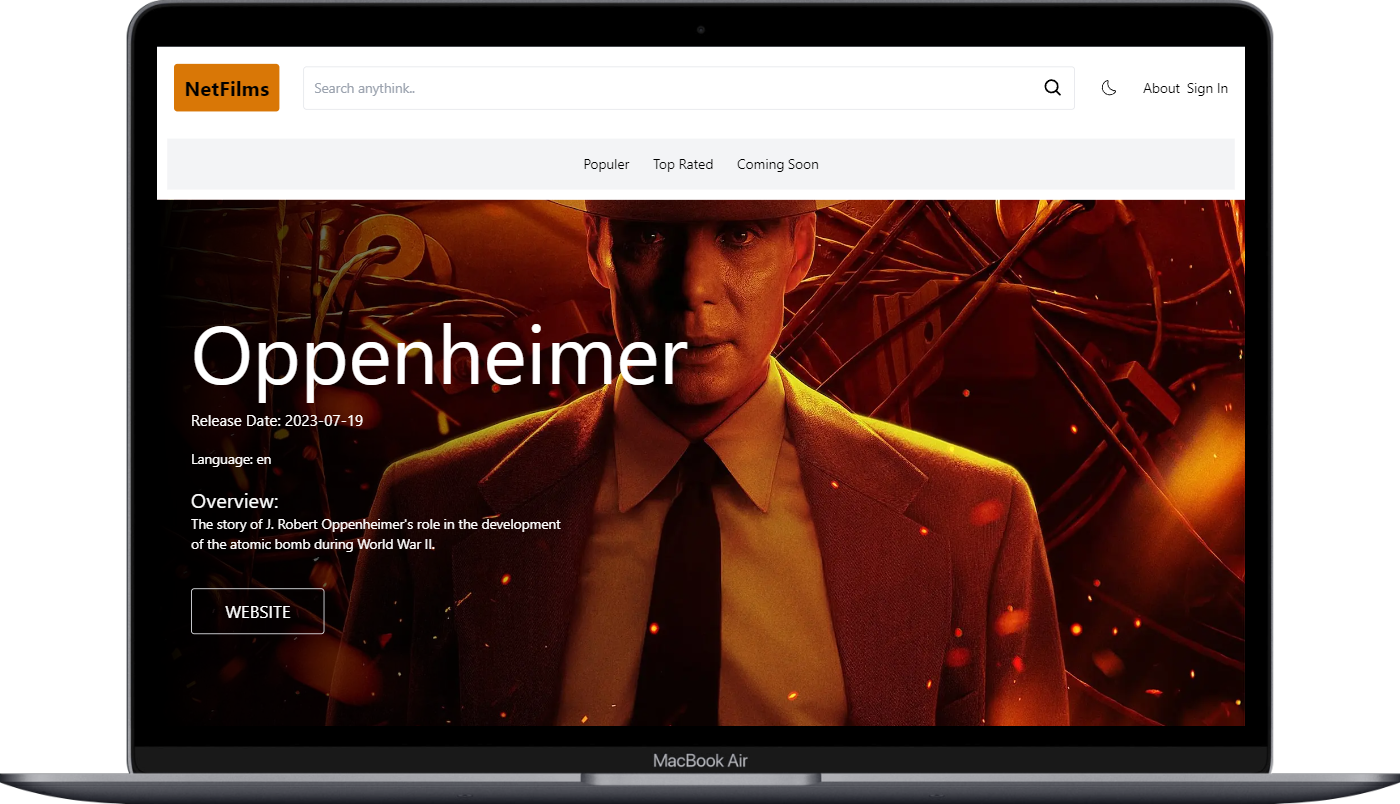 NetFilms
Search anythink..
About Sign In
Populer Top Rated Coming Soon
Oppenheimer
Release Date: 2023-07-19
Language: en
Overview:
The story of J. Robert Oppenheimer's role in the development
of the atomic bomb during World War II.
WEBSITE
MacBook Air